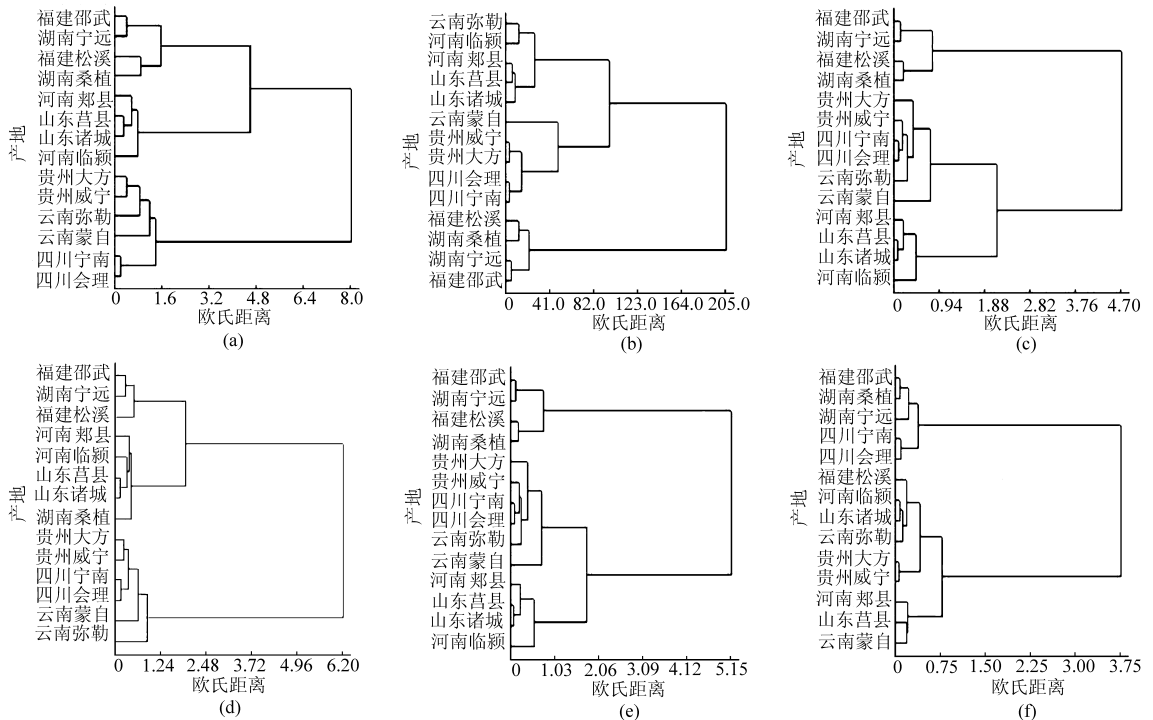 福建邵武
湖南宁远
福建松溪
湖南桑植
河南郏县
山东莒县
山东诸城
河南临颍
贵州大方
贵州威宁
云南弥勒
云南蒙自
四川宁南
四川会理
产地
0 1.6 3.2 4.8 6.4 8.0
欧氏距离
(a)
云南弥勒
河南临颍
河南郏县
山东莒县
山东诸城
云南蒙自
贵州威宁
贵州大方
四川会理
四川宁南
福建松溪
湖南桑植
湖南宁远
福建邵武
产地
0 41.0 82.0 123.0 164.0 205.0
欧氏距离
(b)
福建邵武
湖南宁远
福建松溪
湖南桑植
贵州大方
贵州威宁
四川宁南
四川会理
云南弥勒
云南蒙自
河南郏县
山东莒县
山东诸城
河南临颍
产地
0 0.94 1.88 2.82 3.76 4.70
欧氏距离
(c)
福建邵武
湖南宁远
福建松溪
河南郏县
河南临颍
山东莒县
山东诸城
湖南桑植
贵州大方
贵州威宁
四川宁南
四川会理
云南蒙自
云南弥勒
产地
0 1.24 2.48 3.72 4.96 6.20
欧氏距离
(d)
福建邵武
湖南宁远
福建松溪
湖南桑植
贵州大方
贵州威宁
四川宁南
四川会理
云南弥勒
云南蒙自
河南郏县
山东莒县
山东诸城
河南临颍
产地
0 1.03 2.06 3.09 4.12 5.15
欧氏距离
(e)
福建邵武
湖南桑植
湖南宁远
四川宁南
四川会理
福建松溪
河南临颍
山东诸城
云南弥勒
贵州大方
贵州威宁
河南郏县
山东莒县
云南蒙自
产地
0 0.75 1.50 2.25 3.00 3.75
欧氏距离
(f)